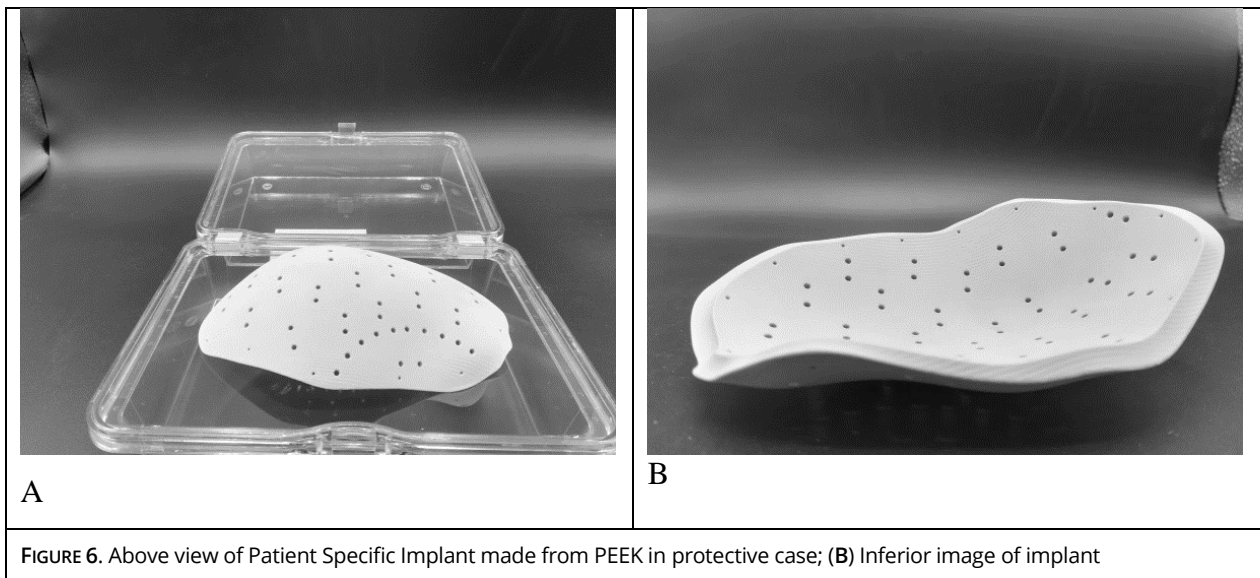 A
B
FIGURE 6. Above view of Patient Specific Implant made from PEEK in protective case; (B) Inferior image of implant